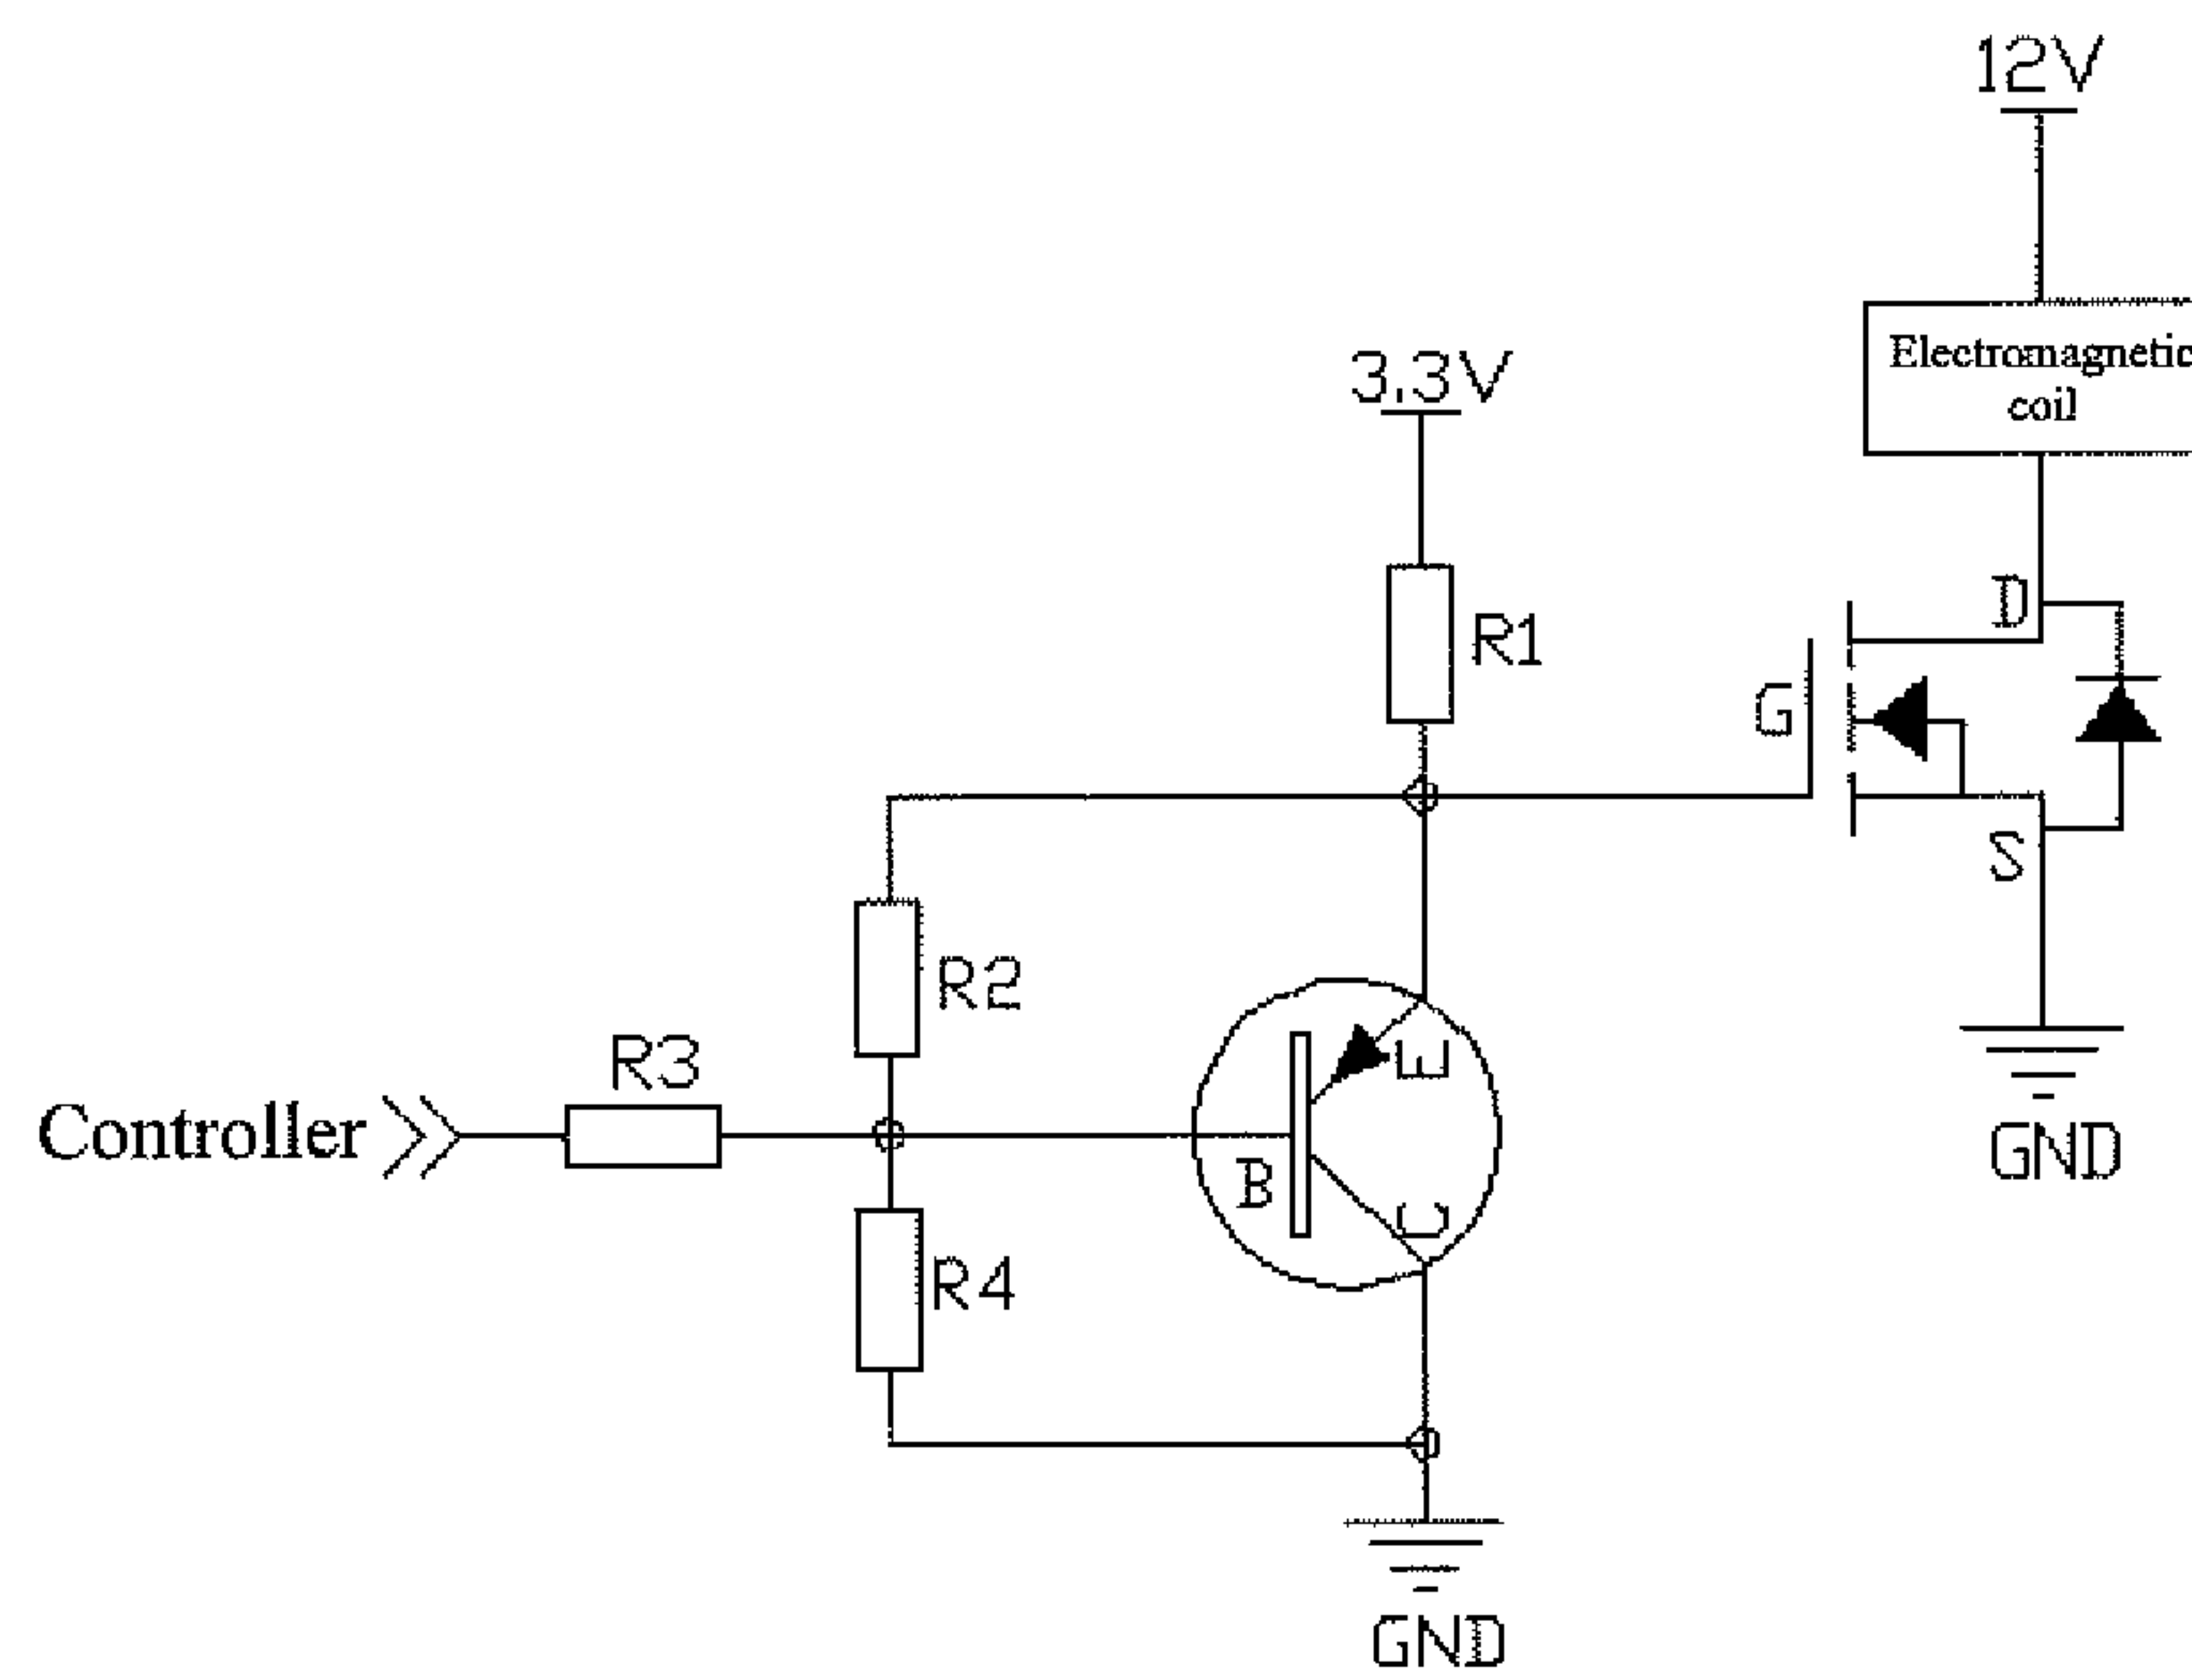 12V
Electromagnetic
coil
3.3V
R1
D
G
S
R2
R3
E
Controller
B
C
GND
R4
GND